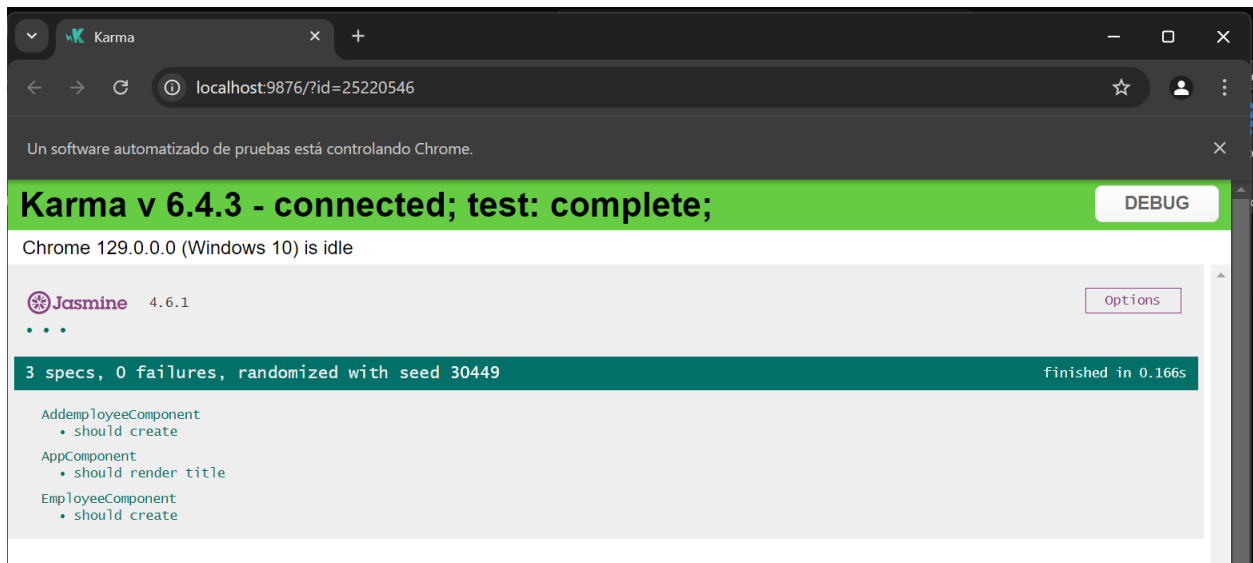 Karma
localhost:9876/?id=25220546
Un software automatizado de pruebas está controlando Chrome.
Karma v 6.4.3 - connected; test: complete;
DEBUG
Chrome 129.0.0.0 (Windows 10) is idle
Jasmine 4.6.1
Options
3 specs, 0 failures, randomized with seed 30449
finished in 0.166s
AddemployeeComponent
• should create
AppComponent
• should render title
EmployeeComponent
• should create